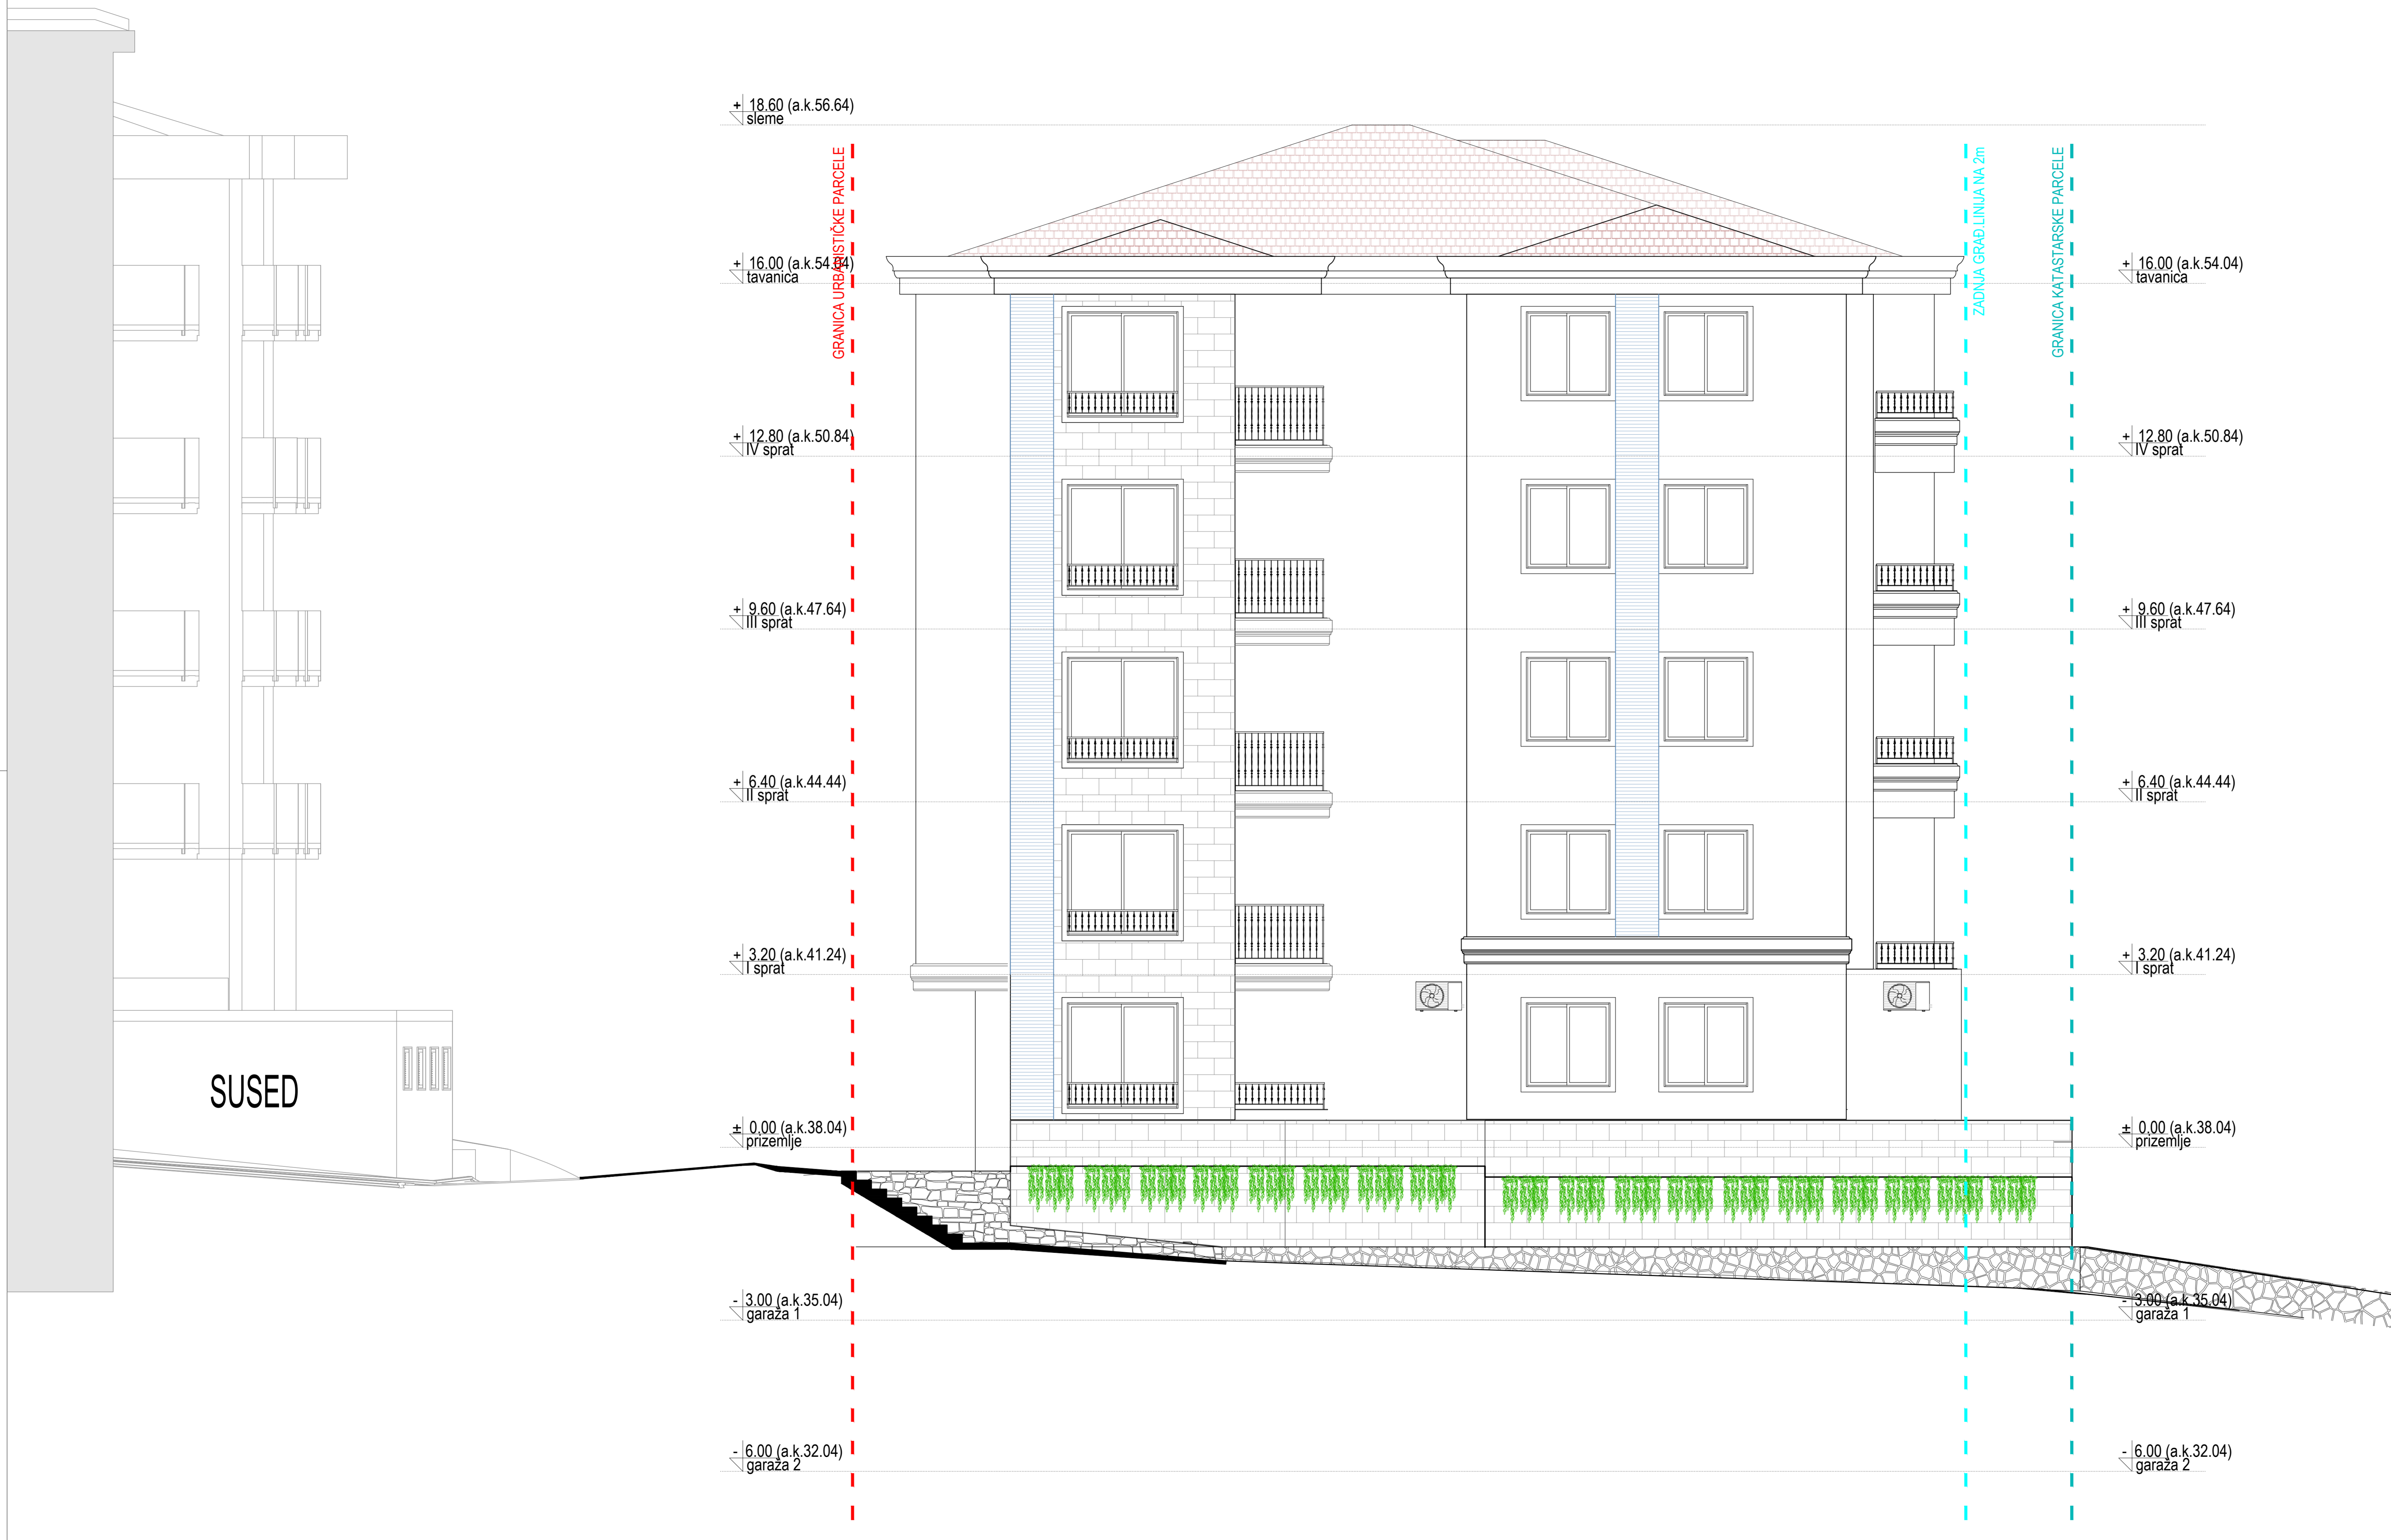 + 18.60 (a.k.56.64)
sleme
GRANICA URBANISTIČKE PARCELE
ZADNJA GRAĐ.LINIJA NA 2m
GRANICA KATASTARSKE PARCELE
+ 16.00 (a.k.54.04)
tavanica
+ 16.00 (a.k.54.04)
tavanica
+ 12.80 (a.k.50.84)
IV sprat
+ 12.80 (a.k.50.84)
IV sprat
+ 9.60 (a.k.47.64)
III sprat
+ 9.60 (a.k.47.64)
III sprat
+ 6.40 (a.k.44.44)
II sprat
+ 6.40 (a.k.44.44)
II sprat
+ 3.20 (a.k.41.24)
I sprat
+ 3.20 (a.k.41.24)
I sprat
SUSED
± 0,00 (a.k.38.04)
prizemlje
± 0,00 (a.k.38.04)
prizemlje
- 3.00 (a.k.35.04)
garaža 1
- 3.00 (a.k.35.04)
garaža 1
- 6.00 (a.k.32.04)
garaža 2
- 6.00 (a.k.32.04)
garaža 2